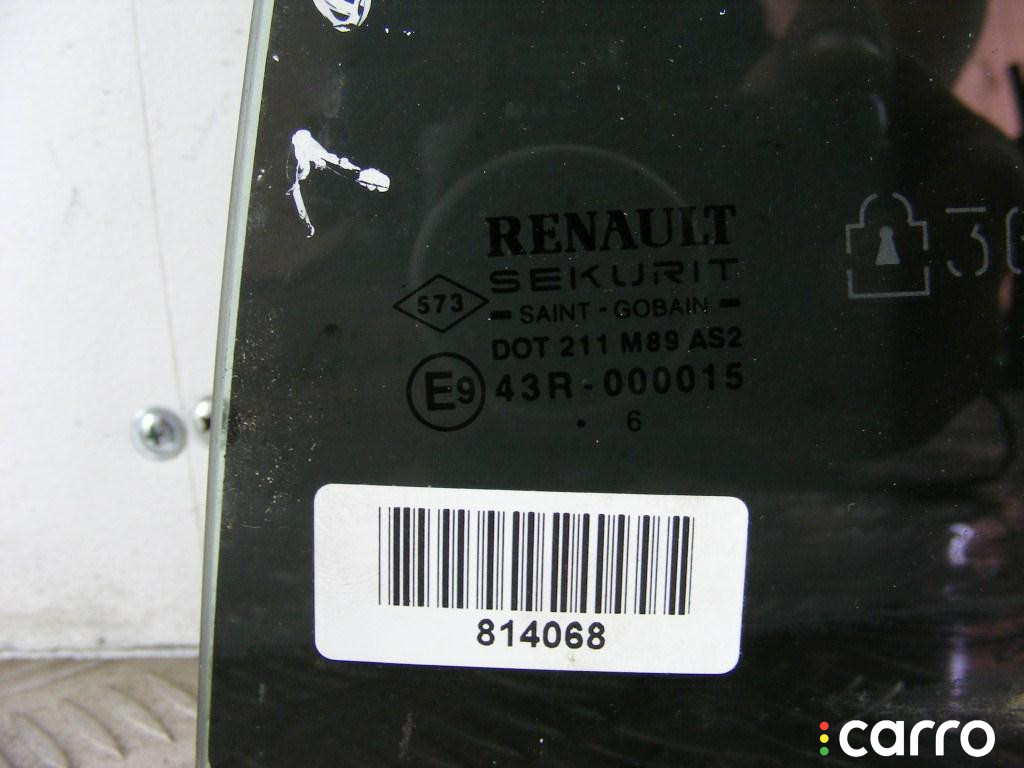 RENAULT
SEKURIT
573
SAINT - GOBAIN
DOT 211 M89 AS2
E9 43R-000015
. 6
814068
carro